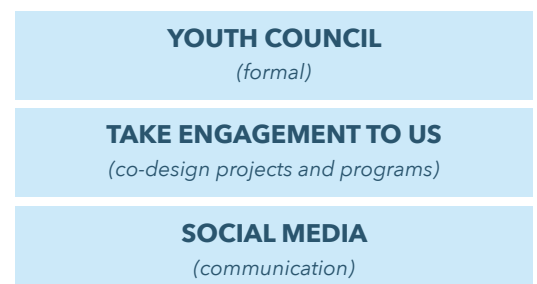 YOUTH COUNCIL
(formal)
TAKE ENGAGEMENT TO US
(co-design projects and programs)
SOCIAL MEDIA
(communication)